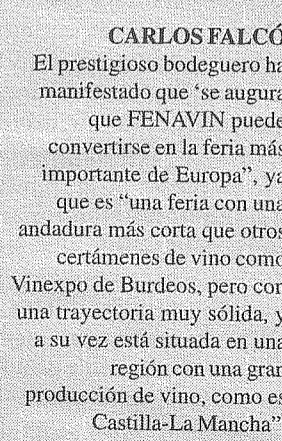 CARLOS FALCÓ
El prestigioso bodeguero ha
manifestado que ‘se augura
que FENAVIN puede
convertirse en la feria más
importante de Europa”, ya
que es “una feria con una
andadura más corta que otros
certámenes de vino como
Vinexpo de Burdeos, pero con
una trayectoria muy sólida, y
a su vez está situada en una
región con una gran
producción de vino, como es
Castilla-La Mancha”